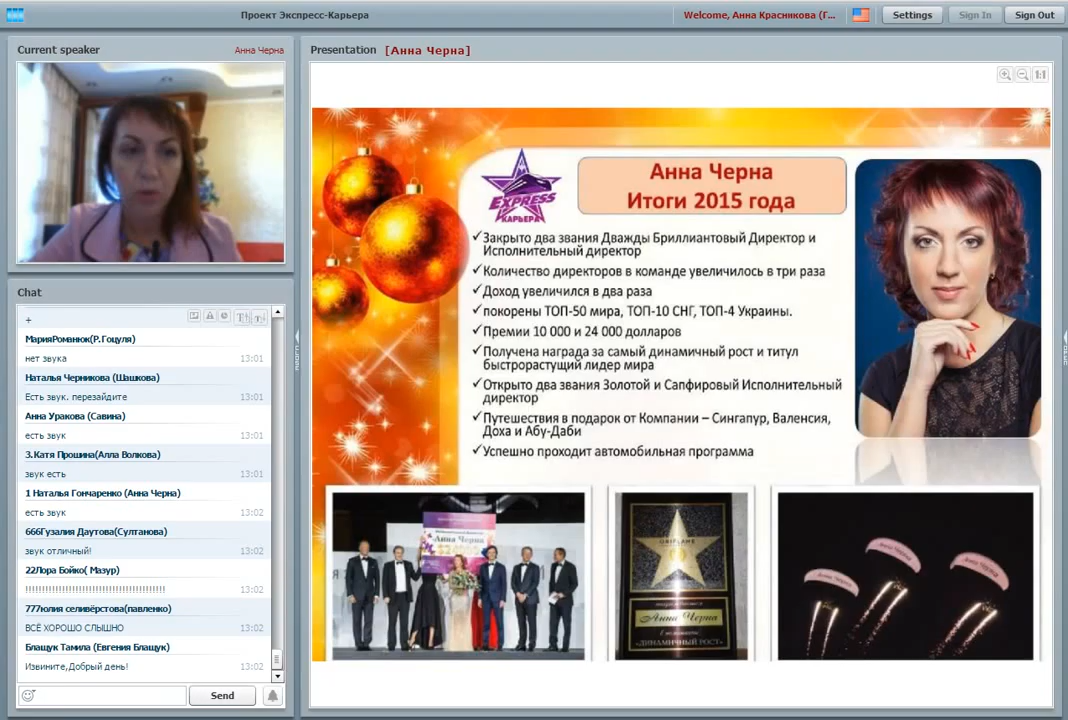 Проект Экспресс-Карьера
Welcome, Анна Красникова (Г...
Settings
Sign In
Sign Out
Current speaker
Анна Черна
Presentation [Анна Черна]
1:1
EXPRESS
КАРЬЕРА
Анна Черна
Итоги 2015 года
✓Закрыто два звания Дважды Бриллиантовый Директор и
Исполнительный директор
✓Количество директоров в команде увеличилось в три раза
✓Доход увеличился в два раза
✓покорены ТОП-50 мира, ТОП-10 СНГ, ТОП-4 Украины.
✓Премии 10 000 и 24 000 долларов
✓Получена награда за самый динамичный рост и титул
быстрорастущий лидер мира
✓Открыто два звания Золотой и Сапфировый Исполнительный
директор
✓Путешествия в подарок от Компании – Сингапур, Валенсия,
Доха и Абу-Даби
✓Успешно проходит автомобильная программа
Анна Черна
ORIFLAME
Анна Черна
«ДИНАМИЧНЫЙ РОСТ»
Анна Черна
Анна Черна
Анна Черна
Chat
+
МарияРоманюк(Р.Гоцуля)
нет звука 13:01
Наталья Черникова (Шашкова)
Есть звук. перезайдите 13:01
Анна Уракова (Савина)
есть звук 13:01
3.Катя Прошина(Алла Волкова)
звук есть 13:01
1 Наталья Гончаренко (Анна Черна)
есть звук 13:02
666Гузалия Даутова(Султанова)
звук отличный! 13:02
22Лора Бойко( Мазур)
!!!!!!!!!!!!!!!!!!!!!!!!!!!!!!!!!!!!!!!!! 13:02
777юлия селивёрстова(павленко)
ВСЁ ХОРОШО СЛЫШНО 13:02
Блащук Тамила (Евгения Блащук)
Извините,Добрый день! 13:02
Send